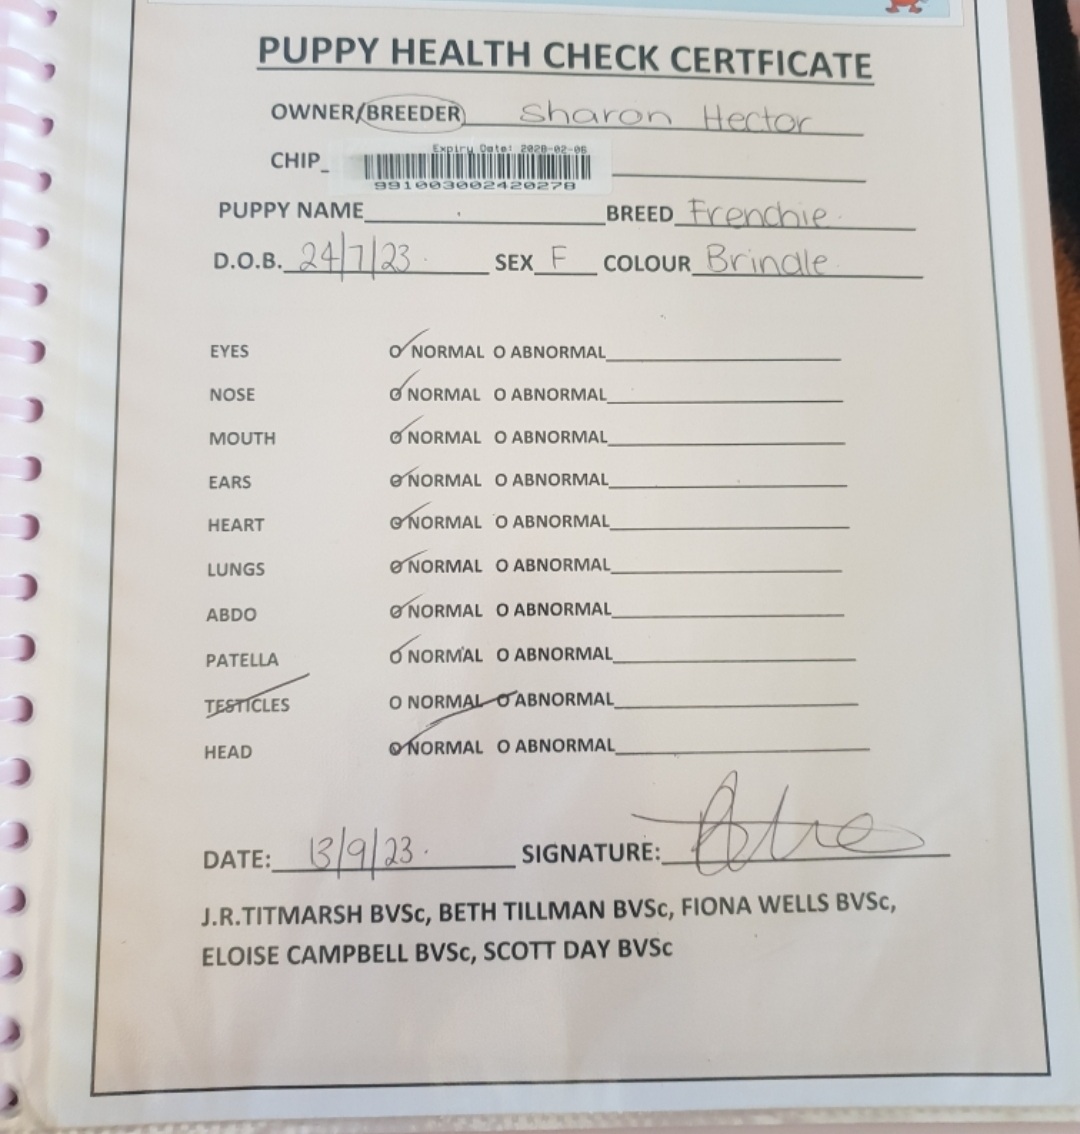 PUPPY HEALTH CHECK CERTFICATE
OWNER/BREEDER Sharon Hector
Expiry Date: 2028-02-06
CHIP
991003002420278
PUPPY NAME BREED Frenchie
D.O.B. 24/7/23 SEX F COLOUR Brindle
EYES O NORMAL O ABNORMAL
NOSE O NORMAL O ABNORMAL
MOUTH O NORMAL O ABNORMAL
EARS O NORMAL O ABNORMAL
HEART O NORMAL O ABNORMAL
LUNGS O NORMAL O ABNORMAL
ABDO O NORMAL O ABNORMAL
PATELLA O NORMAL O ABNORMAL
TESTICLES O NORMAL O ABNORMAL
HEAD O NORMAL O ABNORMAL
DATE: 13/9/23 SIGNATURE:
J.R.TITMARSH BVSc, BETH TILLMAN BVSc, FIONA WELLS BVSc,
ELOISE CAMPBELL BVSc, SCOTT DAY BVSc